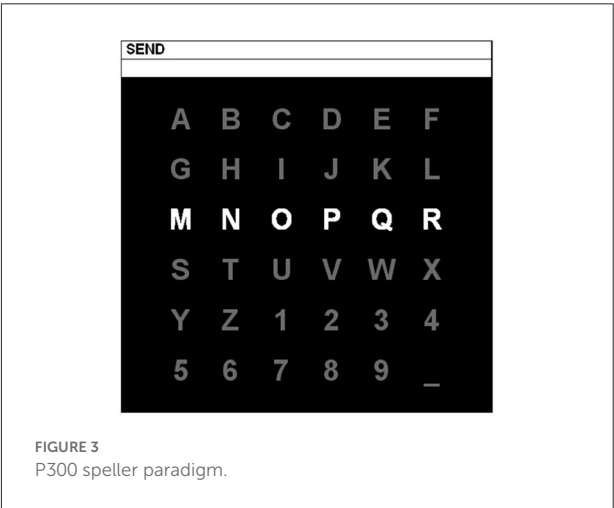 SEND
A B C D E F
G H I J K L
M N O P Q R
S T U V W X
Y Z 1 2 3 4
5 6 7 8 9 _
FIGURE 3
P300 speller paradigm.